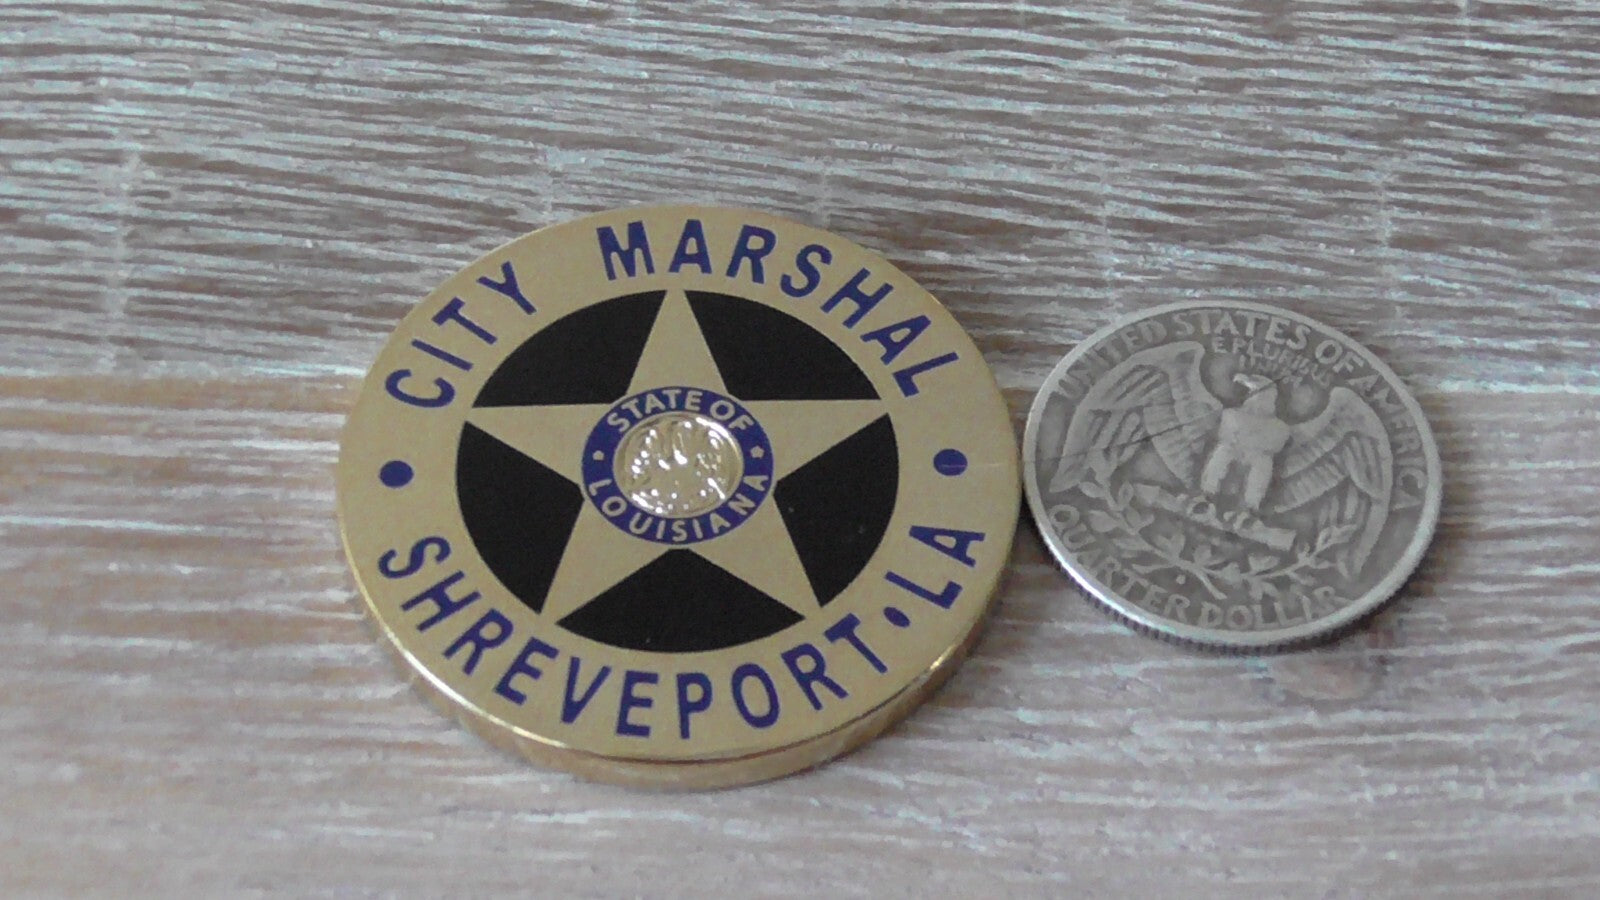 CITY MARSHAL
SHREVEPORT • LA
STATE OF
LOUISIANA
UNITED STATES OF AMERICA
E PLURIBUS
UNUM
QUARTER DOLLAR